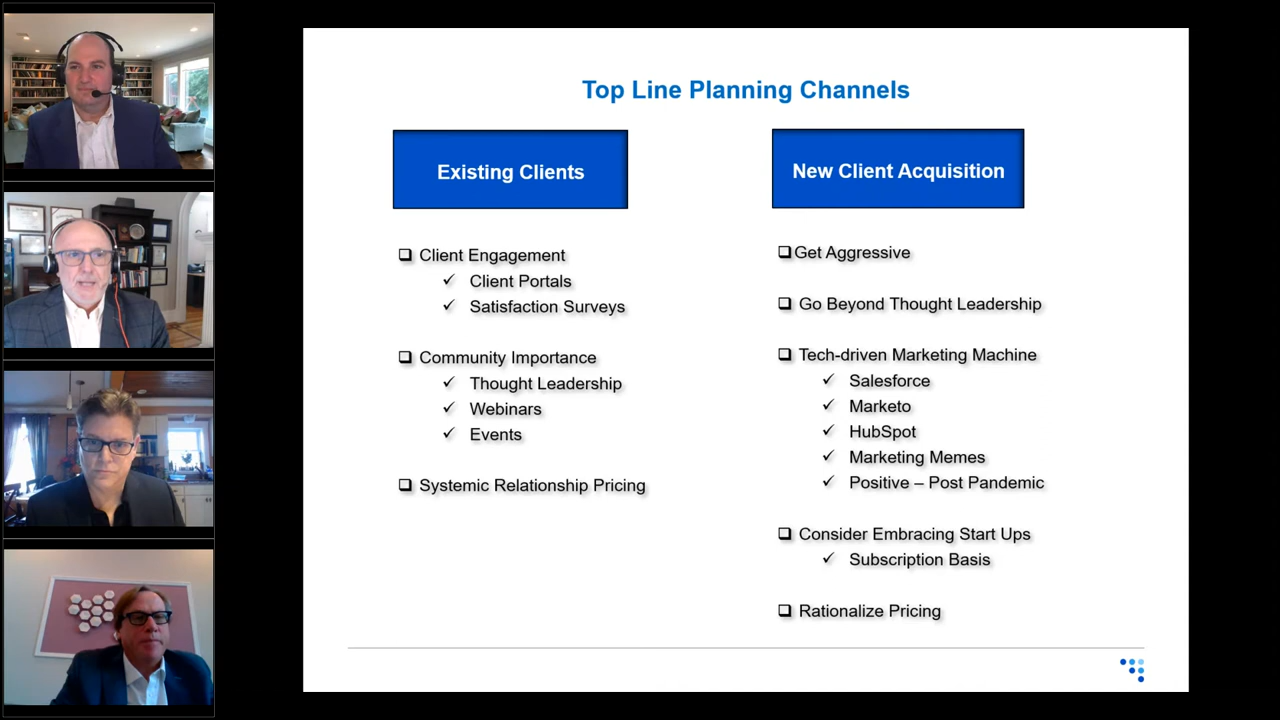 Top Line Planning Channels
Existing Clients
Client Engagement
Client Portals
Satisfaction Surveys
Community Importance
Thought Leadership
Webinars
Events
Systemic Relationship Pricing
New Client Acquisition
Get Aggressive
Go Beyond Thought Leadership
Tech-driven Marketing Machine
Salesforce
Marketo
HubSpot
Marketing Memes
Positive – Post Pandemic
Consider Embracing Start Ups
Subscription Basis
Rationalize Pricing